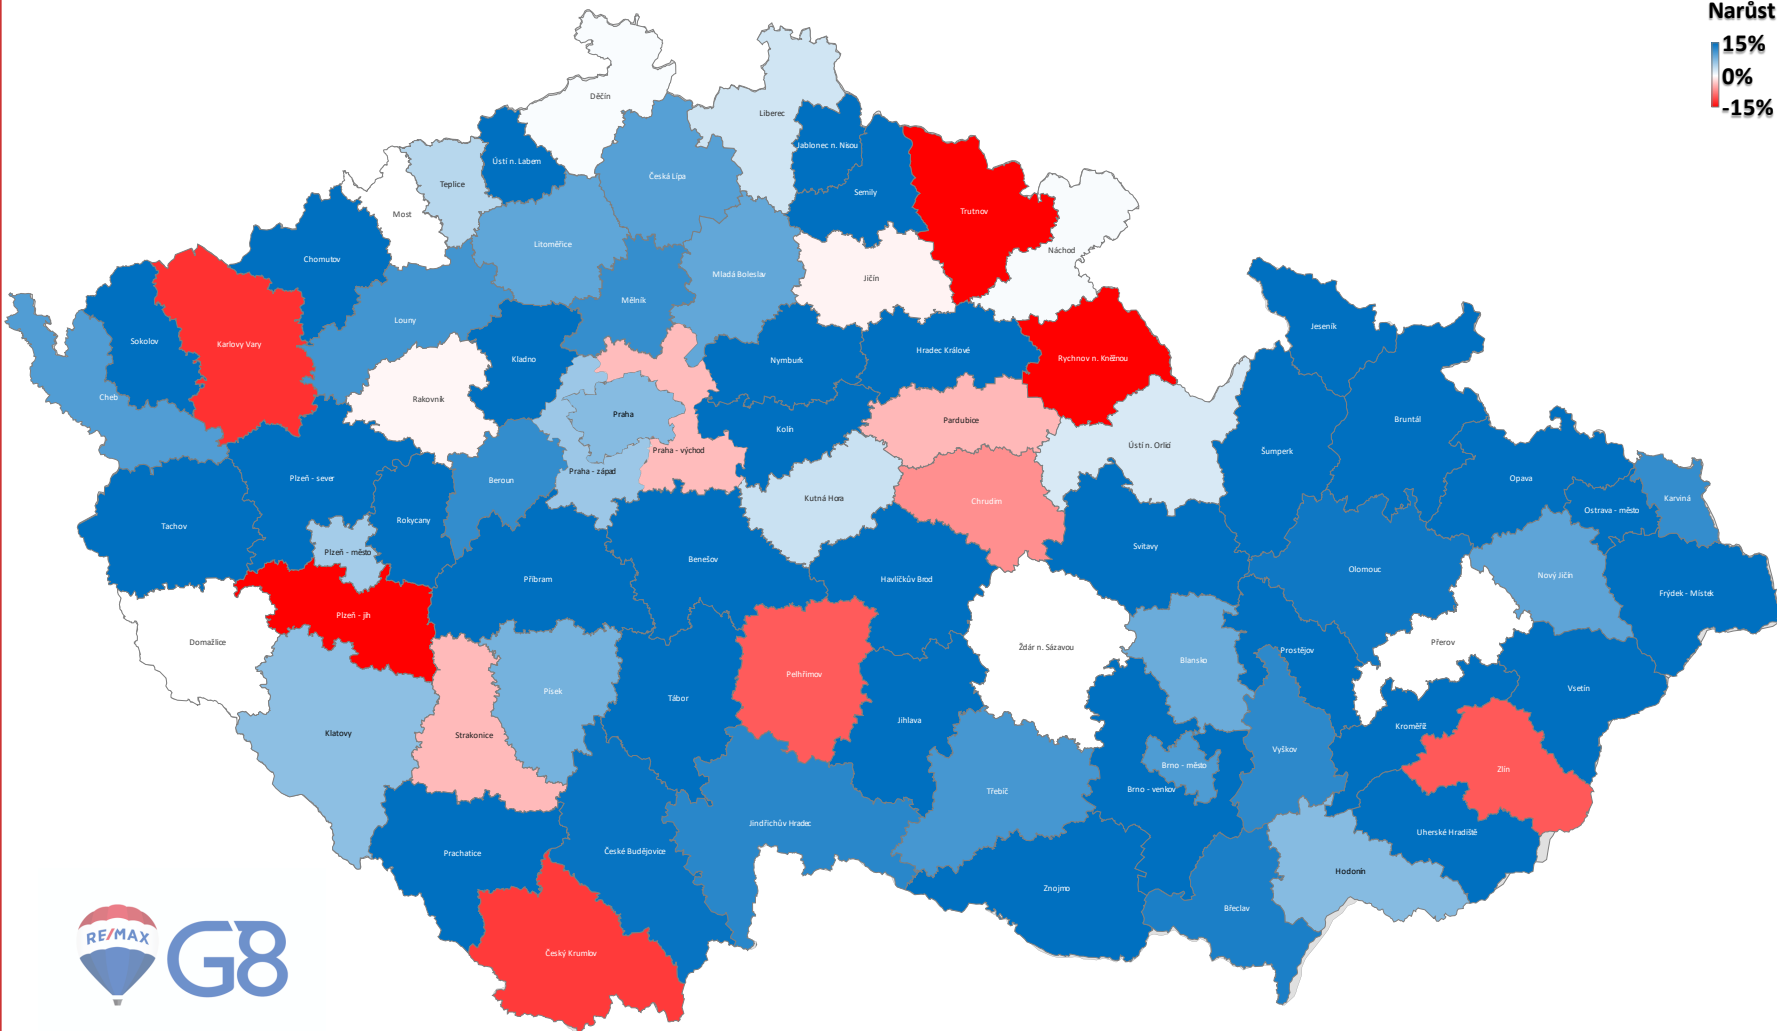 Narůst
15%
0%
-15%
Děčín
Liberec
Jablonec n. Nisou
Ústí n. Labem
Česká Lípa
Teplice
Semily
Most
Trutnov
Náchod
Litoměřice
Chomutov
Mladá Boleslav
Jičín
Mělník
Louny
Jeseník
Sokolov
Karlovy Vary
Kladno
Nymburk
Hradec Králové
Rychnov n. Kněžnou
Cheb
Rakovník
Praha
Kolín
Pardubice
Bruntál
Ústí n. Orlicí
Praha - východ
Šumperk
Praha - západ
Plzeň - sever
Beroun
Opava
Kutná Hora
Karviná
Chrudim
Ostrava - město
Tachov
Rokycany
Svitavy
Plzeň - město
Benešov
Olomouc
Nový Jičín
Příbram
Havlíčkův Brod
Frýdek - Místek
Plzeň - jih
Domažlice
Přerov
Žďár n. Sázavou
Prostějov
Blansko
Pelhřimov
Vsetín
Písek
Tábor
Jihlava
Kroměříž
Klatovy
Strakonice
Vyškov
Brno - město
Zlín
Třebíč
Brno - venkov
Jindřichův Hradec
Uherské Hradiště
České Budějovice
Prachatice
Hodonín
Znojmo
Břeclav
RE/MAX
G8
Český Krumlov